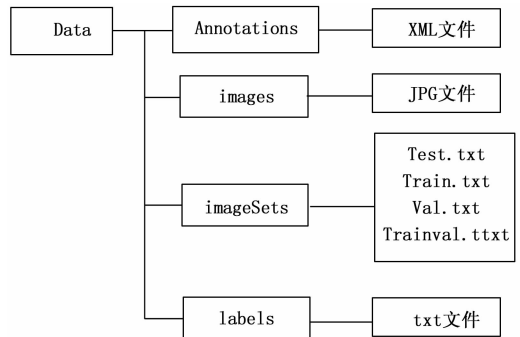 Data
Annotations
XML文件
images
JPG文件
imageSets
Test.txt
Train.txt
Val.txt
Trainval.ttxt
labels
txt文件